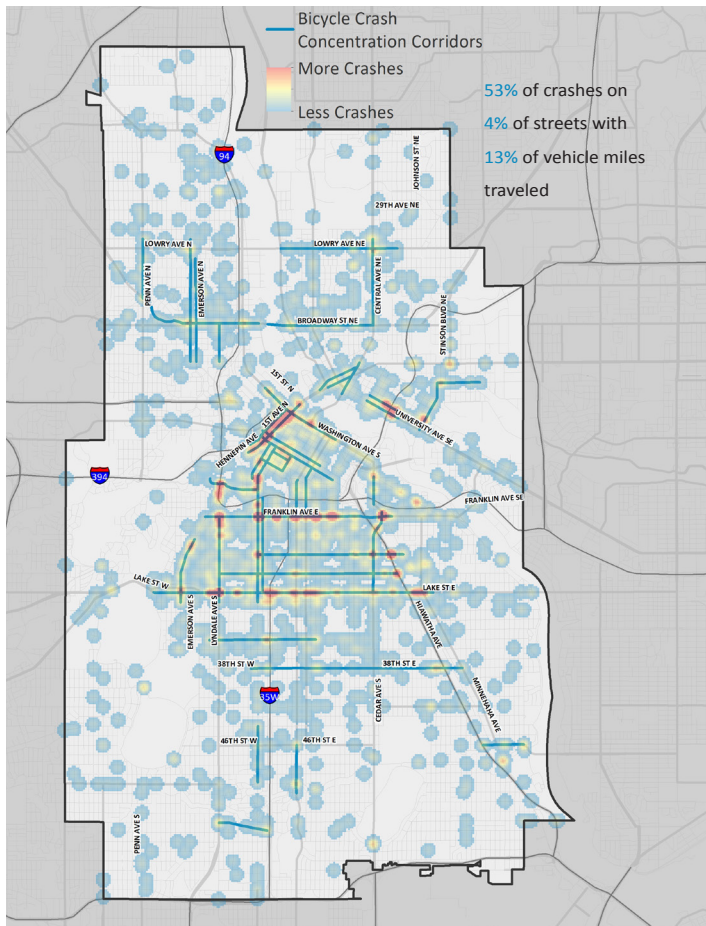 Bicycle Crash
Concentration Corridors
More Crashes
Less Crashes
53% of crashes on
4% of streets with
13% of vehicle miles
traveled
JOHNSON ST NE
94
29TH AVE NE
LOWRY AVE N
LOWRY AVE NE
PENN AVE N
EMERSON AVE N
CENTRAL AVE NE
BROADWAY ST NE
STINSON BLVD NE
1ST ST N
1ST AVE N
HENNEPIN AVE
WASHINGTON AVE S
UNIVERSITY AVE SE
394
FRANKLIN AVE SE
FRANKLIN AVE E
LAKE ST W
LAKE ST E
EMERSON AVE S
LYNDALE AVE S
HIAWATHA AVE
38TH ST W
38TH ST E
35W
CEDAR AVE S
MINNEHAHA AVE
46TH ST W
46TH ST E
PENN AVE S